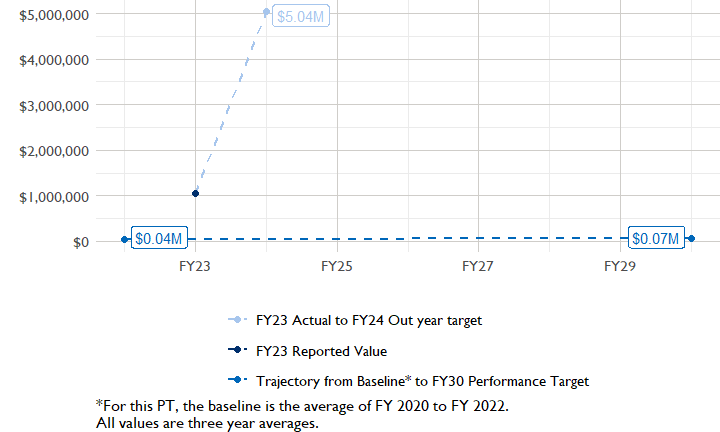 $5,000,000
$5.04M
$4,000,000
$3,000,000
$2,000,000
$1,000,000
$0
$0.04M
$0.07M
FY23 FY25 FY27 FY29
FY23 Actual to FY24 Out year target
FY23 Reported Value
Trajectory from Baseline* to FY30 Performance Target
*For this PT, the baseline is the average of FY 2020 to FY 2022.
All values are three year averages.